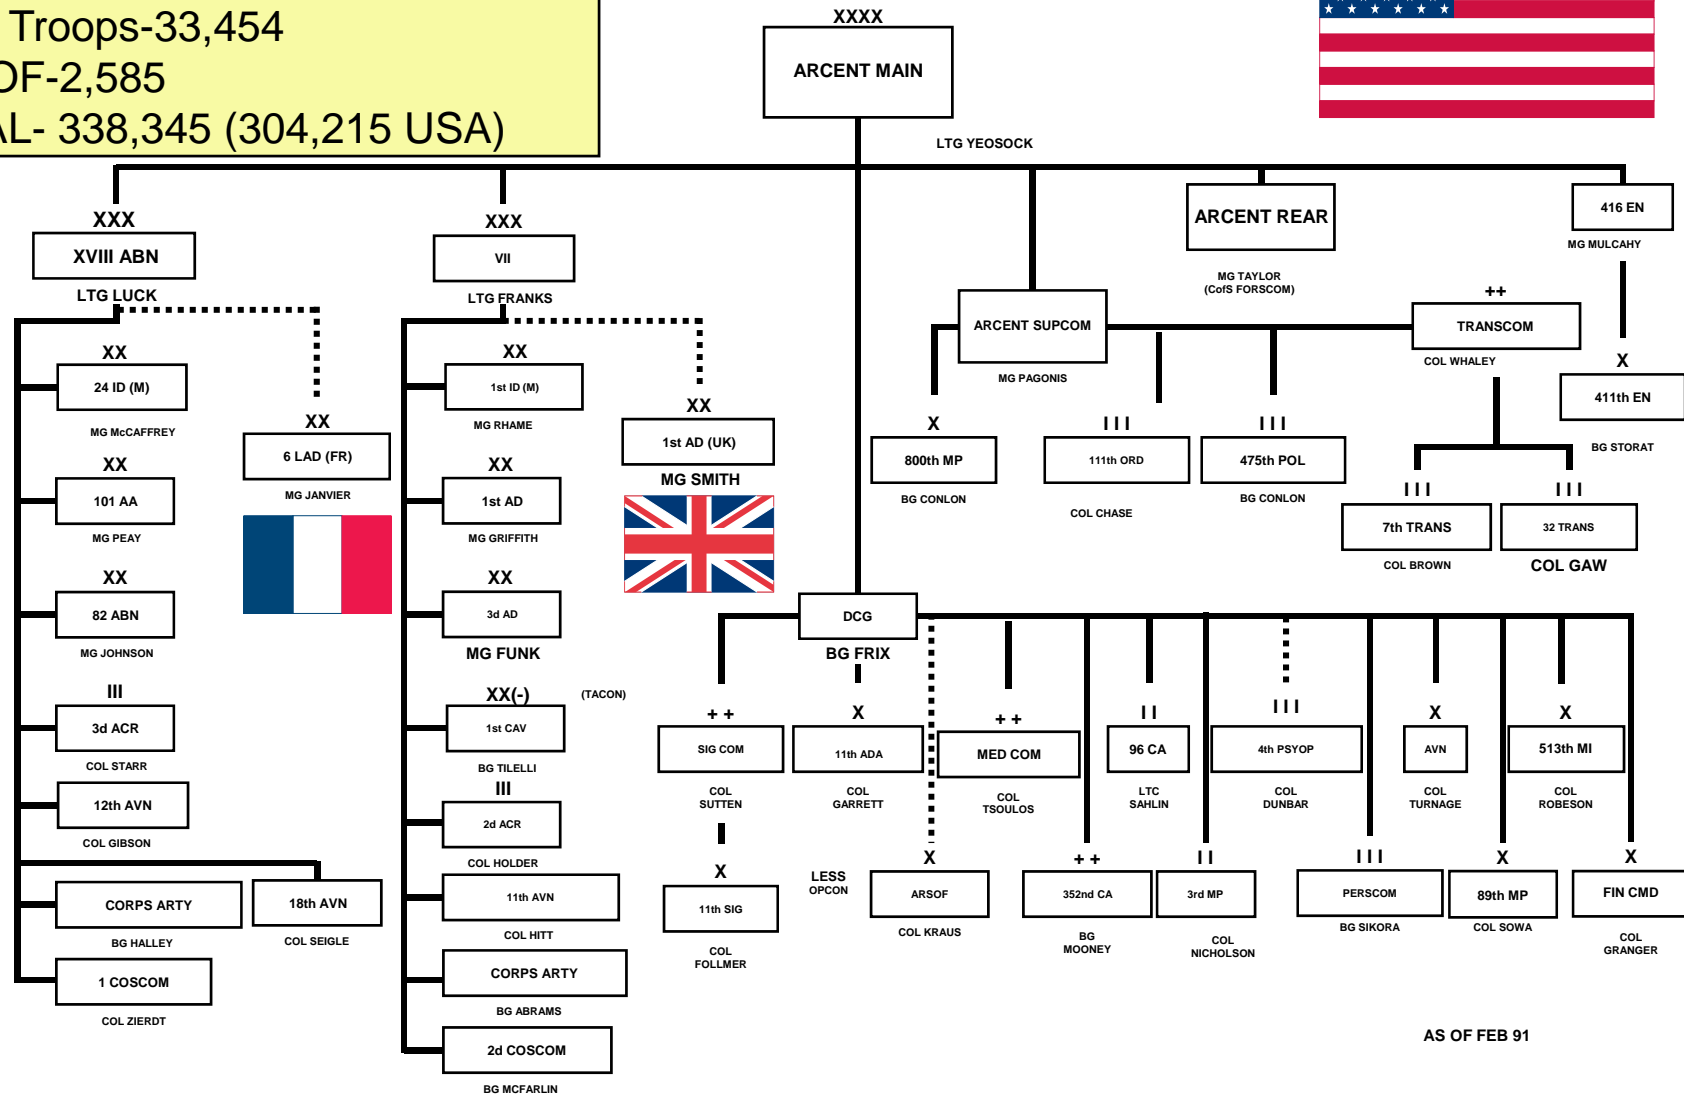 Troops-33,454
OF-2,585
AL- 338,345 (304,215 USA)
XXXX
ARCENT MAIN
LTG YEOSOCK
XXX
XVIII ABN
LTG LUCK
XX
24 ID (M)
MG McCAFFREY
XX
101 AA
MG PEAY
XX
82 ABN
MG JOHNSON
III
3d ACR
COL STARR
12th AVN
COL GIBSON
CORPS ARTY
BG HALLEY
18th AVN
COL SEIGLE
1 COSCOM
COL ZIERDT
XX
6 LAD (FR)
MG JANVIER
XXX
VII
LTG FRANKS
XX
1st ID (M)
MG RHAME
XX
1st AD
MG GRIFFITH
XX
3d AD
MG FUNK
XX(-)
(TACON)
1st CAV
BG TILELLI
III
2d ACR
COL HOLDER
11th AVN
COL HITT
CORPS ARTY
BG ABRAMS
2d COSCOM
BG MCFARLIN
XX
1st AD (UK)
MG SMITH
ARCENT REAR
MG TAYLOR
(CofS FORSCOM)
416 EN
MG MULCAHY
X
411th EN
BG STORAT
ARCENT SUPCOM
MG PAGONIS
++
TRANSCOM
COL WHALEY
X
800th MP
BG CONLON
I I I
111th ORD
COL CHASE
I I I
475th POL
BG CONLON
I I I
7th TRANS
COL BROWN
I I I
32 TRANS
COL GAW
DCG
BG FRIX
+ +
SIG COM
COL
SUTTEN
X
11th SIG
COL
FOLLMER
X
11th ADA
COL
GARRETT
LESS
OPCON
X
ARSOF
COL KRAUS
+ +
MED COM
COL
TSOULOS
+ +
352nd CA
BG
MOONEY
I I
96 CA
LTC
SAHLIN
I I
3rd MP
COL
NICHOLSON
I I I
4th PSYOP
COL
DUNBAR
I I I
PERSCOM
BG SIKORA
X
AVN
COL
TURNAGE
X
89th MP
COL SOWA
X
513th MI
COL
ROBESON
X
FIN CMD
COL
GRANGER
AS OF FEB 91